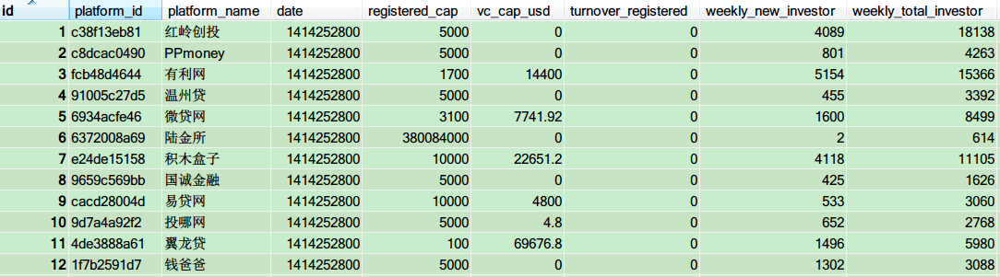 id platform_id platform_name date registered_cap vc_cap_usd turnover_registered weekly_new_investor weekly_total_investor
1 c38f13eb81 红岭创投 1414252800 5000 0 0 4089 18138
2 c8dcac0490 PPmoney 1414252800 5000 0 0 801 4263
3 fcb48d4644 有利网 1414252800 1700 14400 0 5154 15366
4 91005c27d5 温州贷 1414252800 5000 0 0 455 3392
5 6934acfe46 微贷网 1414252800 3100 7741.92 0 1600 8499
6 6372008a69 陆金所 1414252800 380084000 0 2 614
7 e24de15158 积木盒子 1414252800 10000 22651.2 0 4118 11105
8 9659c569bb 国诚金融 1414252800 5000 0 0 425 1626
9 cacd28004d 易贷网 1414252800 10000 4800 0 533 3060
10 9d7a4a92f2 投哪网 1414252800 5000 4.8 0 652 2768
11 4de3888a61 翼龙贷 1414252800 100 69676.8 0 1496 5980
12 1f7b2591d7 钱爸爸 1414252800 5000 0 0 1302 3088